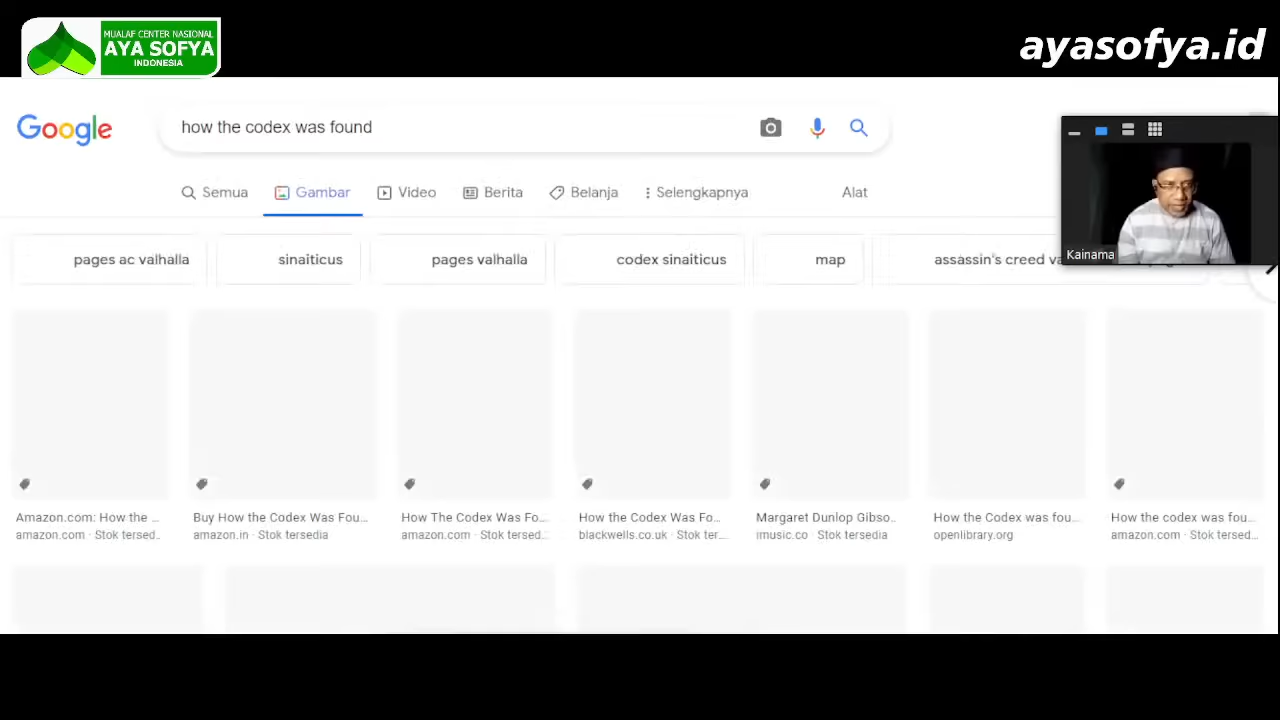 MUALAF CENTER NASIONAL
AYA SOFYA
INDONESIA
ayasofya.id
Google
how the codex was found
Semua
Gambar
Video
Berita
Belanja
Selengkapnya
Alat
pages ac valhalla
sinaiticus
pages valhalla
codex sinaiticus
map
assassin's creed va
Kainama
Amazon.com: How the ...
amazon.com · Stok tersed...
Buy How the Codex Was Fou...
amazon.in · Stok tersedia
How The Codex Was Fo...
amazon.com · Stok tersed...
How the Codex Was Fo...
blackwells.co.uk · Stok ter...
Margaret Dunlop Gibso..
imusic.co · Stok tersedia
How the Codex was fou...
openlibrary.org
How the codex was fou...
amazon.com · Stok tersed...